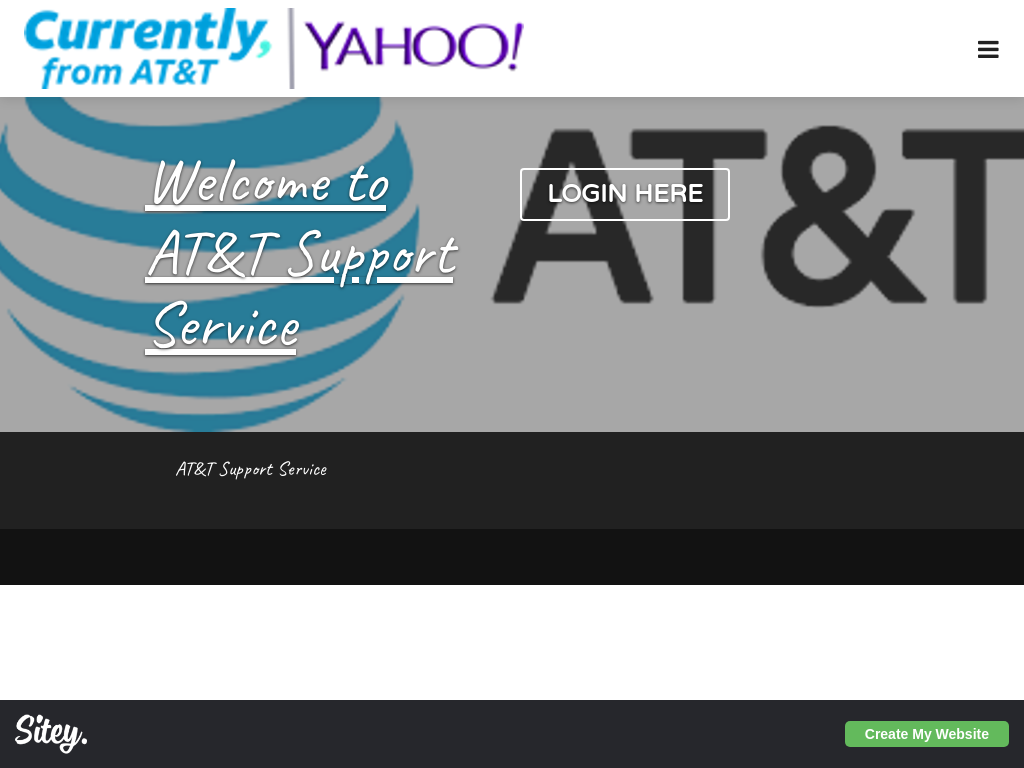 Currently,
from AT&T
YAHOO!
Welcome to
AT&T Support
Service
LOGIN HERE
AT&T
AT&T Support Service
Sitey.
Create My Website